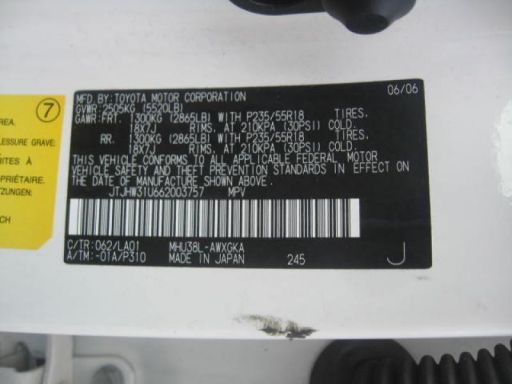 7
REA.
ESSURE GRAVE:
ITÉS À
OPRIÉTAIRE.
TZUNGEN:
CH
MFD. BY: TOYOTA MOTOR CORPORATION 06/06
GVWR: 2505KG (5520LB)
GAWR: FRT. 1300KG (2865LB) WITH P235/55R18 TIRES.
18X7J RIMS, AT 210KPA (30PSI) COLD.
RR. 1300KG (2865LB) WITH P235/55R18 TIRES.
18X7J RIMS, AT 210KPA (30PSI) COLD.
THIS VEHICLE CONFORMS TO ALL APPLICABLE FEDERAL MOTOR
VEHICLE SAFETY AND THEFT PREVENTION STANDARDS IN EFFECT ON
THE DATE OF MANUFACTURE SHOWN ABOVE.
JTJHW31U662003757 MPV
C/TR: 062/LA01 MHU38L-AWXGKA
A/TM: -01A/P310 MADE IN JAPAN 245 J